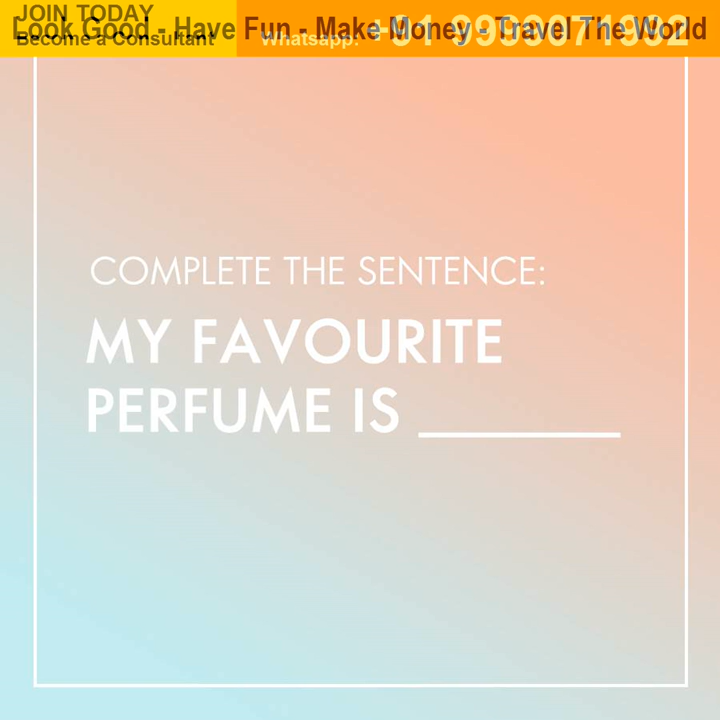 JOIN TODAY
Look Good - Have Fun - Make Money - Travel The World
Become a Consultant
Whatsapp:
COMPLETE THE SENTENCE:
MY FAVOURITE
PERFUME IS